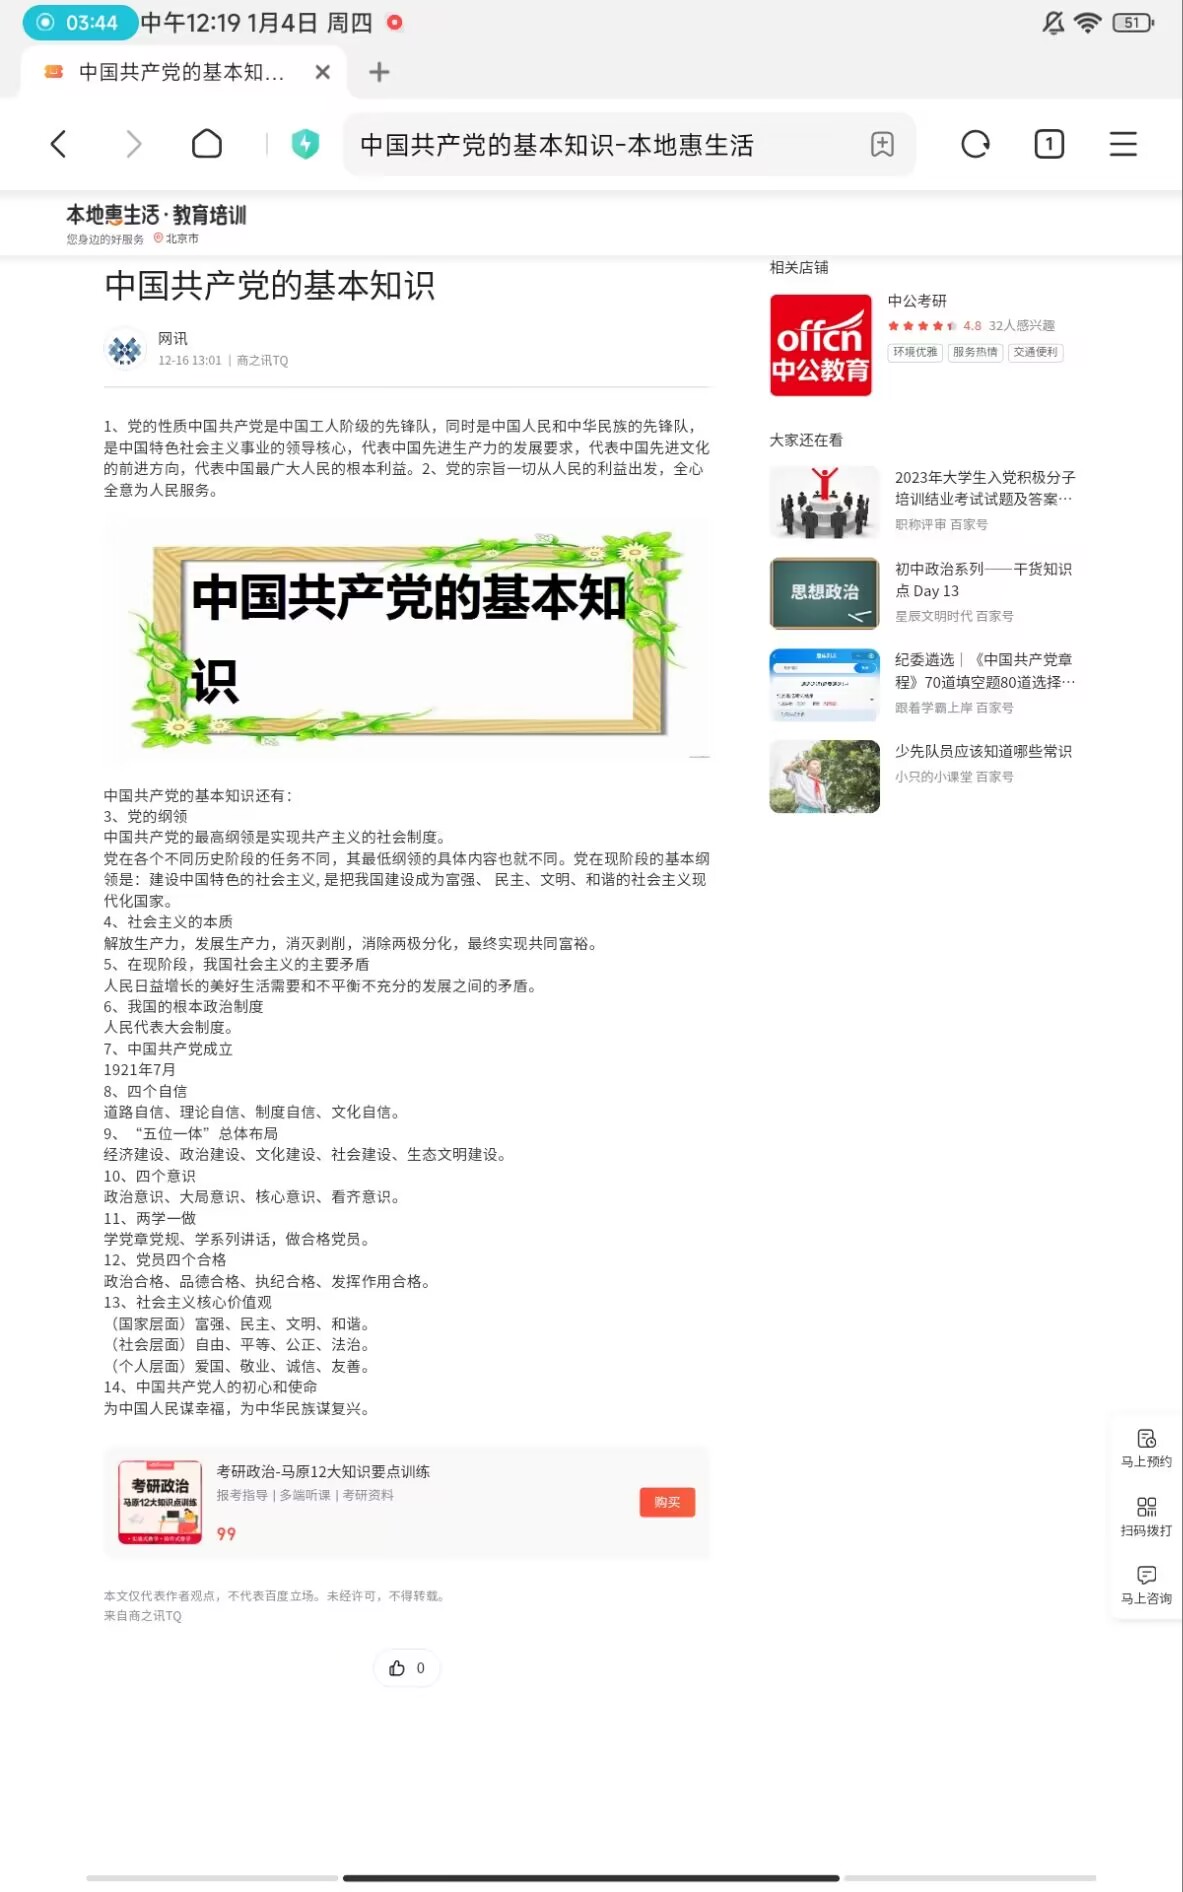 03:44 中午12:19 1月4日 周四 51
中国共产党的基本知...
中国共产党的基本知识-本地惠生活 1
本地惠生活·教育培训
您身边的好服务 北京市
中国共产党的基本知识
网讯
12-16 13:01 | 商之讯TQ
1、党的性质中国共产党是中国工人阶级的先锋队，同时是中国人民和中华民族的先锋队，
是中国特色社会主义事业的领导核心，代表中国先进生产力的发展要求，代表中国先进文化
的前进方向，代表中国最广大人民的根本利益。2、党的宗旨一切从人民的利益出发，全心
全意为人民服务。
中国共产党的基本知
识
中国共产党的基本知识还有：
3、党的纲领
中国共产党的最高纲领是实现共产主义的社会制度。
党在各个不同历史阶段的任务不同，其最低纲领的具体内容也就不同。党在现阶段的基本纲
领是：建设中国特色的社会主义, 是把我国建设成为富强、 民主、文明、和谐的社会主义现
代化国家。
4、社会主义的本质
解放生产力，发展生产力，消灭剥削，消除两极分化，最终实现共同富裕。
5、在现阶段，我国社会主义的主要矛盾
人民日益增长的美好生活需要和不平衡不充分的发展之间的矛盾。
6、我国的根本政治制度
人民代表大会制度。
7、中国共产党成立
1921年7月
8、四个自信
道路自信、理论自信、制度自信、文化自信。
9、“五位一体”总体布局
经济建设、政治建设、文化建设、社会建设、生态文明建设。
10、四个意识
政治意识、大局意识、核心意识、看齐意识。
11、两学一做
学党章党规、学系列讲话，做合格党员。
12、党员四个合格
政治合格、品德合格、执纪合格、发挥作用合格。
13、社会主义核心价值观
（国家层面）富强、民主、文明、和谐。
（社会层面）自由、平等、公正、法治。
（个人层面）爱国、敬业、诚信、友善。
14、中国共产党人的初心和使命
为中国人民谋幸福，为中华民族谋复兴。
考研政治
马原12大知识点训练
考研政治-马原12大知识要点训练
报考指导 | 多端听课 | 考研资料
99
购买
本文仅代表作者观点，不代表百度立场。未经许可，不得转载。
来自商之讯TQ
0
相关店铺
offcn
中公教育
中公考研
4.8 32人感兴趣
环境优雅 服务热情 交通便利
大家还在看
2023年大学生入党积极分子
培训结业考试试题及答案…
职称评审 百家号
思想政治
初中政治系列——干货知识
点 Day 13
星辰文明时代 百家号
纪委遴选｜《中国共产党章
程》70道填空题80道选择…
跟着学霸上岸 百家号
少先队员应该知道哪些常识
小只的小课堂 百家号
马上预约
扫码拨打
马上咨询